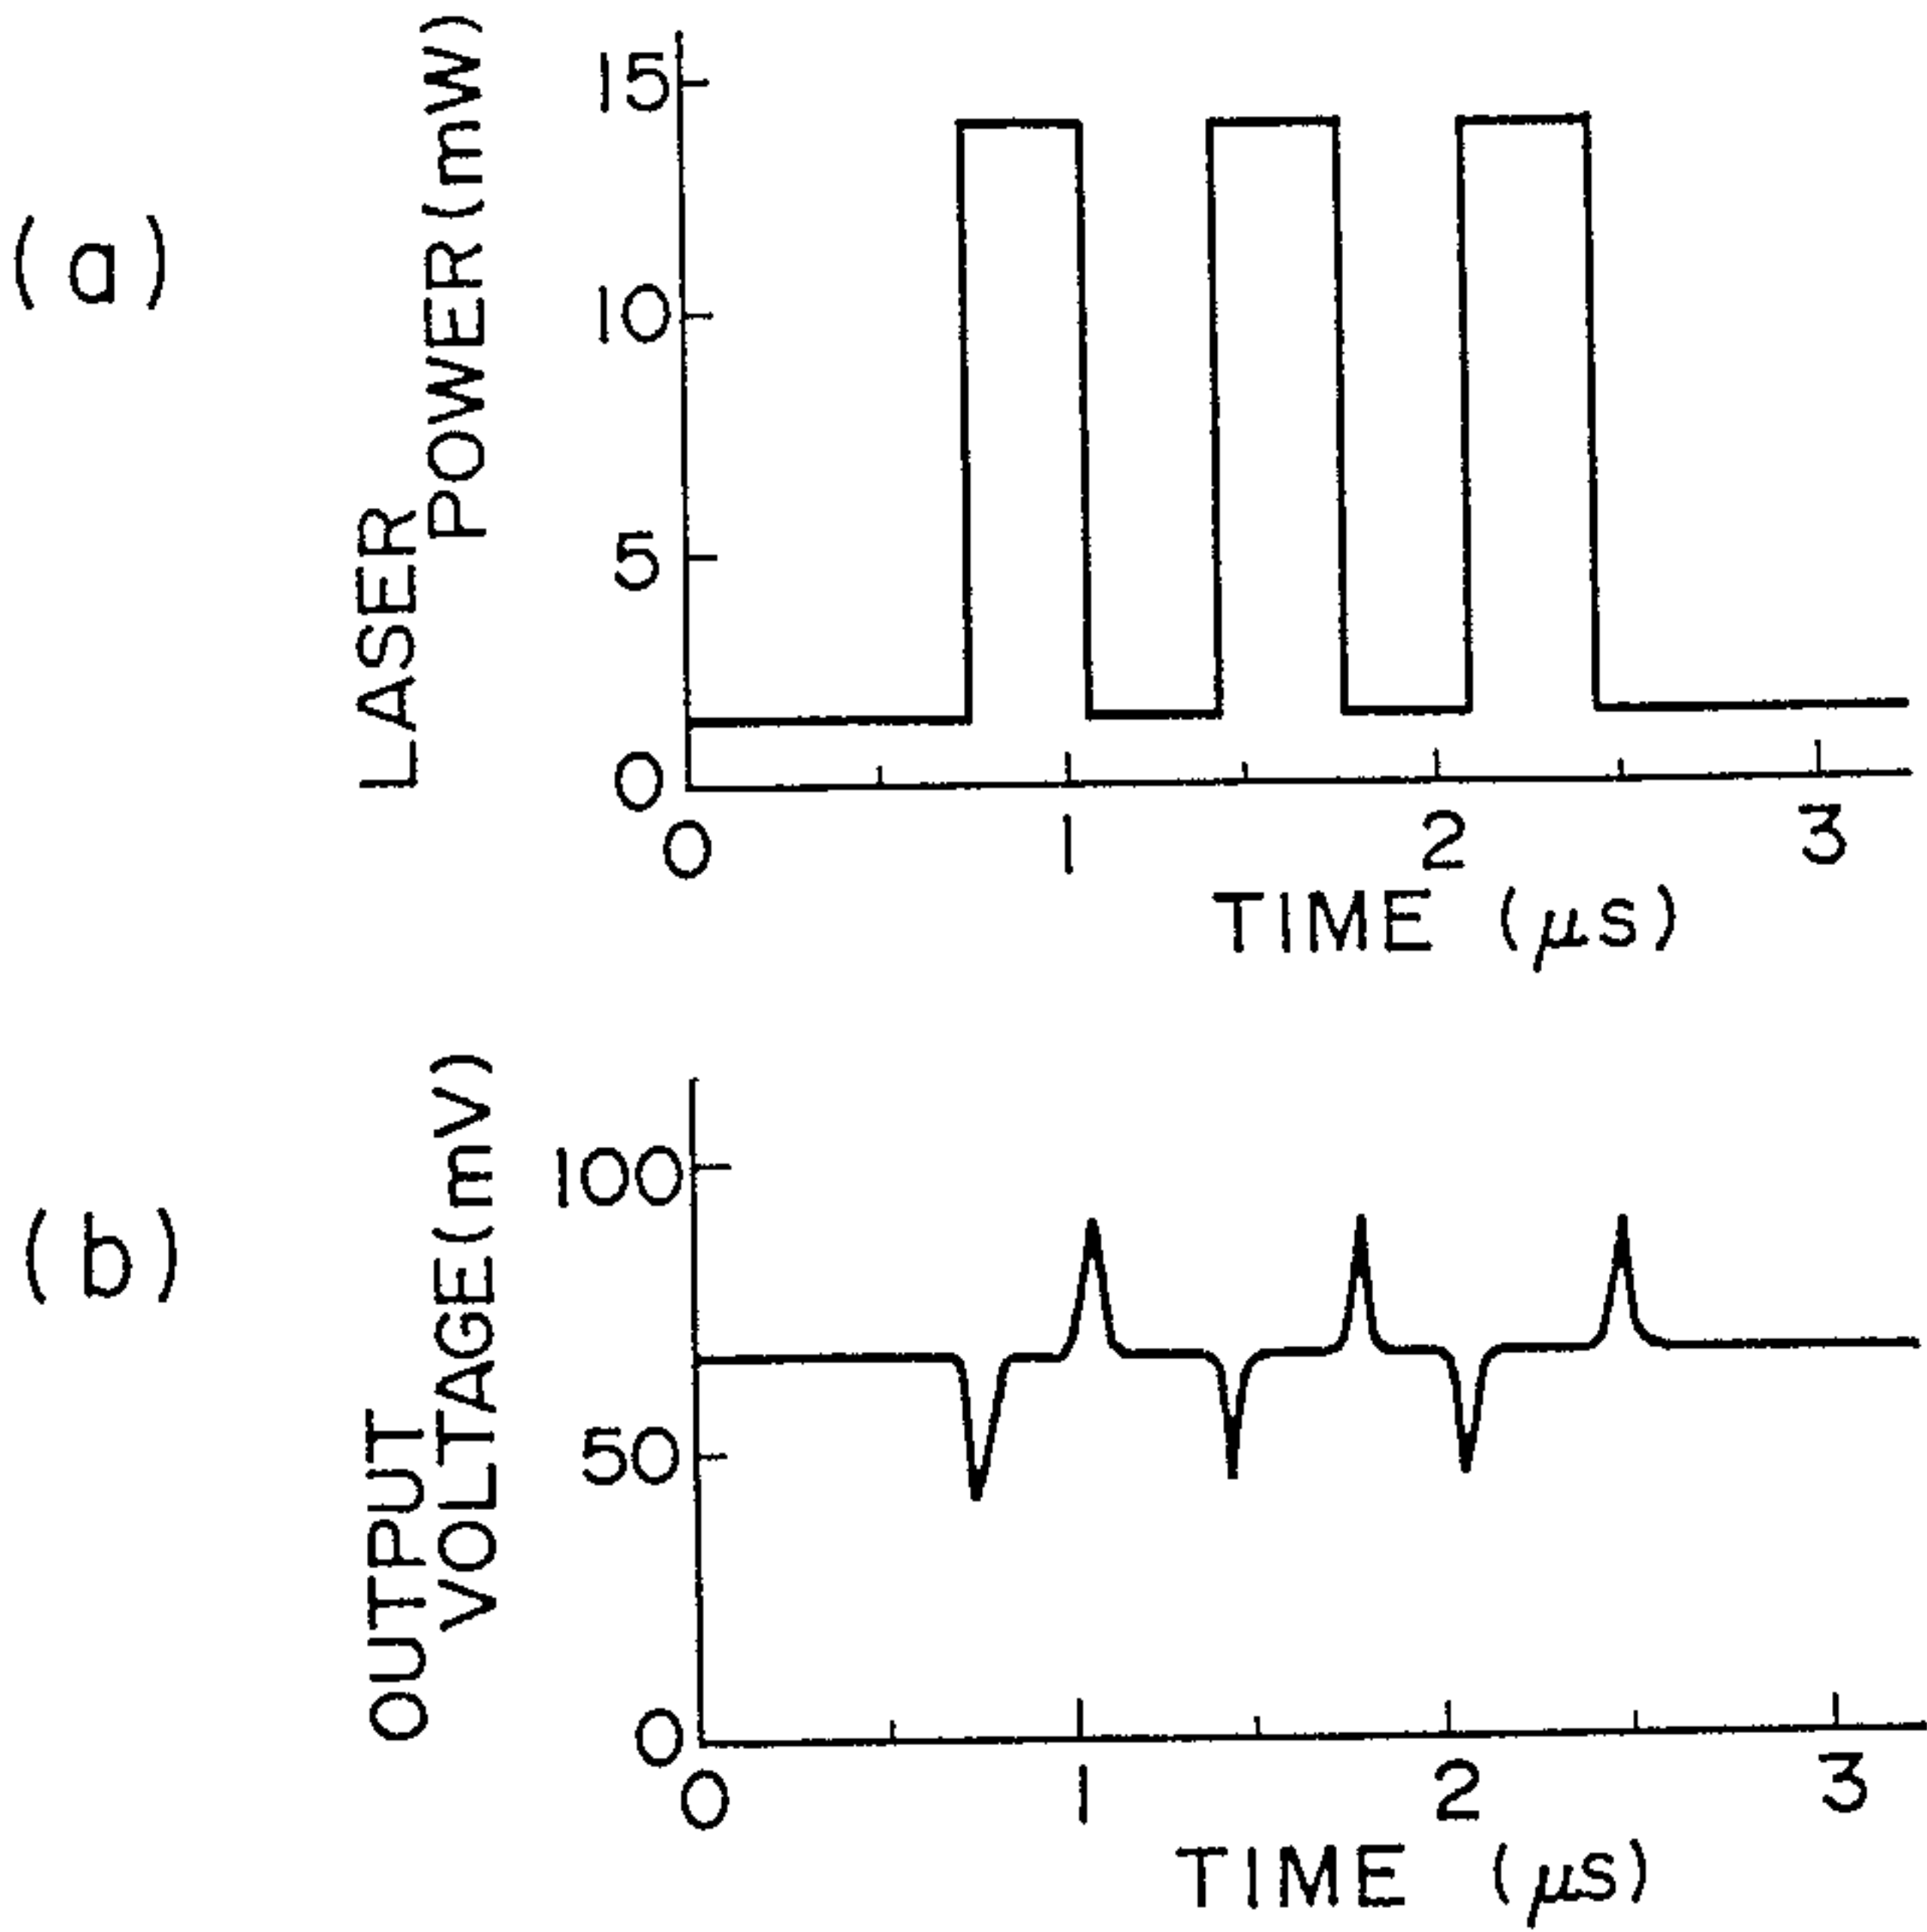 (a)
LASER
POWER(mW)
15
10
5
0
0 1 2 3
TIME (μs)
(b)
OUTPUT
VOLTAGE(mV)
100
50
0
0 1 2 3
TIME (μs)